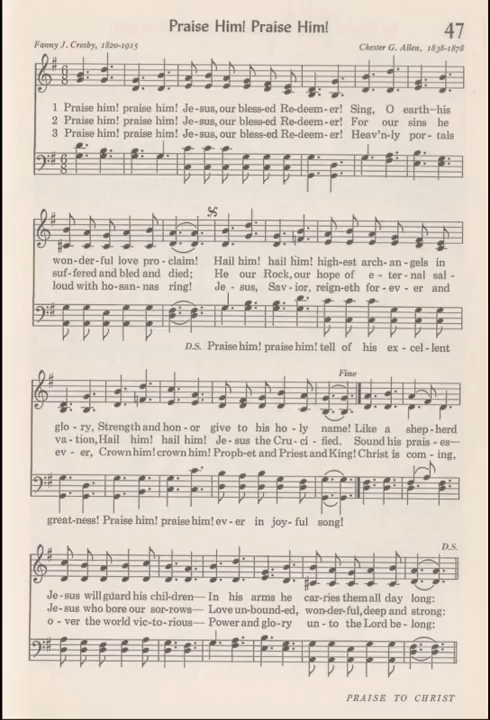 Praise Him! Praise Him!
47
Fanny J. Crosby, 1820-1915
Chester G. Allen, 1838-1878
1 Praise him! praise him! Je-sus, our bless-ed Re-deem-er! Sing, O earth—his
2 Praise him! praise him! Je-sus, our bless-ed Re-deem-er! For our sins he
3 Praise him! praise him! Je-sus, our bless-ed Re-deem-er! Heav'n-ly por-tals
won-der-ful love pro-claim! Hail him! hail him! high-est arch-an-gels in
suf-fered and bled and died; He our Rock, our hope of e-ter-nal sal-
loud with ho-san-nas ring! Je-sus, Sav-ior, reign-eth for-ev-er and
D.S. Praise him! praise him! tell of his ex-cel-lent
Fine
glo-ry, Strength and hon-or give to his ho-ly name! Like a shep-herd
va-tion, Hail him! hail him! Je-sus the Cru-ci-fied. Sound his prais-es—
ev-er, Crown him! crown him! Proph-et and Priest and King! Christ is com-ing,
great-ness! Praise him! praise him! ev-er in joy-ful song!
D.S.
Je-sus will guard his chil-dren— In his arms he car-ries them all day long:
Je-sus who bore our sor-rows— Love un-bound-ed, won-der-ful, deep and strong:
o-ver the world vic-to-rious— Power and glo-ry un-to the Lord be-long:
PRAISE TO CHRIST